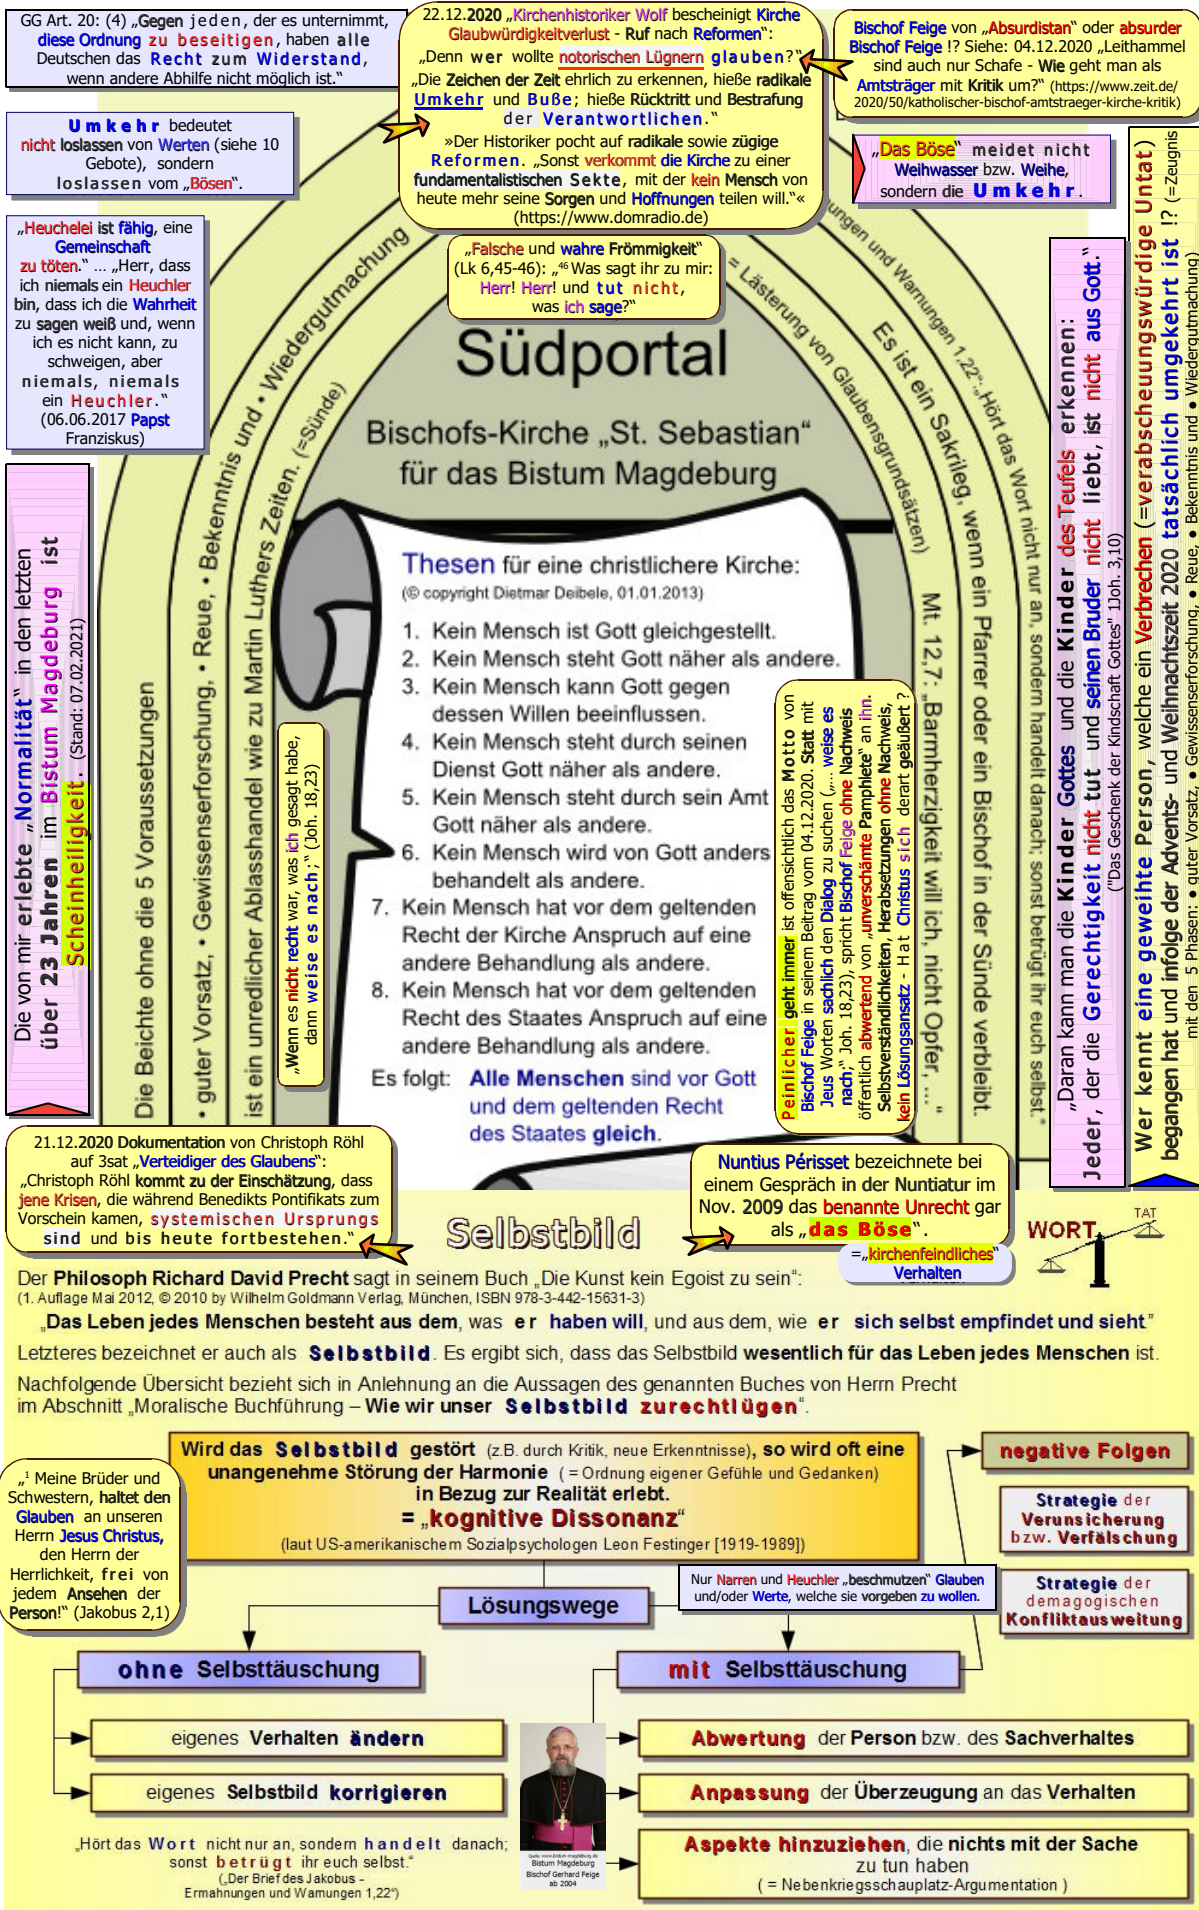 GG Art. 20: (4) „Gegen jeden, der es unternimmt,
diese Ordnung zu beseitigen, haben alle
Deutschen das Recht zum Widerstand,
wenn andere Abhilfe nicht möglich ist.“
22.12.2020 „Kirchenhistoriker Wolf bescheinigt Kirche
Glaubwürdigkeitverlust - Ruf nach Reformen“:
„Denn wer wollte notorischen Lügnern glauben?“
„Die Zeichen der Zeit ehrlich zu erkennen, hieße radikale
Umkehr und Buße; hieße Rücktritt und Bestrafung
der Verantwortlichen.“
»Der Historiker pocht auf radikale sowie zügige
Reformen. „Sonst verkommt die Kirche zu einer
fundamentalistischen Sekte, mit der kein Mensch von
heute mehr seine Sorgen und Hoffnungen teilen will.“«
(https://www.domradio.de)
Bischof Feige von „Absurdistan“ oder absurder
Bischof Feige !? Siehe: 04.12.2020 „Leithammel
sind auch nur Schafe - Wie geht man als
Amtsträger mit Kritik um?“ (https://www.zeit.de/
2020/50/katholischer-bischof-amtstraeger-kirche-kritik)
Umkehr bedeutet
nicht loslassen von Werten (siehe 10
Gebote), sondern
loslassen vom „Bösen“.
„Das Böse“ meidet nicht
Weihwasser bzw. Weihe,
sondern die Umkehr.
„Heuchelei ist fähig, eine
Gemeinschaft
zu töten.“ … „Herr, dass
ich niemals ein Heuchler
bin, dass ich die Wahrheit
zu sagen weiß und, wenn
ich es nicht kann, zu
schweigen, aber
niemals, niemals
ein Heuchler.“
(06.06.2017 Papst
Franziskus)
„Falsche und wahre Frömmigkeit“
(Lk 6,45-46): „46 Was sagt ihr zu mir:
Herr! Herr! und tut nicht,
was ich sage?“
Südportal
Bischofs-Kirche „St. Sebastian“
für das Bistum Magdeburg
Die von mir erlebte „Normalität“ in den letzten
über 23 Jahren im Bistum Magdeburg ist
Scheinheiligkeit. (Stand: 07.02.2021)
Die Beichte ohne die 5 Voraussetzungen
• guter Vorsatz, • Gewissenserforschung, • Reue, • Bekenntnis und • Wiedergutmachung
ist ein unredlicher Ablasshandel wie zu Martin Luthers Zeiten. (=Sünde)
„Wenn es nicht recht war, was ich gesagt habe,
dann weise es nach;“ (Joh. 18,23)
Thesen für eine christlichere Kirche:
(© copyright Dietmar Deibele, 01.01.2013)
1. Kein Mensch ist Gott gleichgestellt.
2. Kein Mensch steht Gott näher als andere.
3. Kein Mensch kann Gott gegen
dessen Willen beeinflussen.
4. Kein Mensch steht durch seinen
Dienst Gott näher als andere.
5. Kein Mensch steht durch sein Amt
Gott näher als andere.
6. Kein Mensch wird von Gott anders
behandelt als andere.
7. Kein Mensch hat vor dem geltenden
Recht der Kirche Anspruch auf eine
andere Behandlung als andere.
8. Kein Mensch hat vor dem geltenden
Recht des Staates Anspruch auf eine
andere Behandlung als andere.
Es folgt: Alle Menschen sind vor Gott
und dem geltenden Recht
des Staates gleich.
Peinlicher geht immer ist offensichtlich das Motto von
Bischof Feige in seinem Beitrag vom 04.12.2020. Statt mit
Jeus Worten sachlich den Dialog zu suchen („… weise es
nach;“ Joh. 18,23), spricht Bischof Feige ohne Nachweis
öffentlich abwertend von „unverschämte Pamphlete“ an ihn.
Selbstverständlichkeiten, Herabsetzungen ohne Nachweis,
kein Lösungsansatz - Hat Christus sich derart geäußert ?
Mt. 12,7: „Barmherzigkeit will ich, nicht Opfer, … “
= Lästerung von Glaubensgrundsätzen)
Es ist ein Sakrileg, wenn ein Pfarrer oder ein Bischof in der Sünde verbleibt.
ungen und Warnungen 1,22“: „Hört das Wort nicht nur an, sondern handelt danach; sonst betrügt ihr euch selbst.“
„Daran kann man die Kinder Gottes und die Kinder des Teufels erkennen:
Jeder, der die Gerechtigkeit nicht tut und seinen Bruder nicht liebt, ist nicht aus Gott.“
("Das Geschenk der Kindschaft Gottes" 1Joh. 3,10)
Wer kennt eine geweihte Person, welche ein Verbrechen (=verabscheuungswürdige Untat)
begangen hat und infolge der Advents- und Weihnachtszeit 2020 tatsächlich umgekehrt ist !? (=Zeugnis
mit den 5 Phasen: • guter Vorsatz, • Gewissenserforschung, • Reue, • Bekenntnis und • Wiedergutmachung)
21.12.2020 Dokumentation von Christoph Röhl
auf 3sat „Verteidiger des Glaubens“:
„Christoph Röhl kommt zu der Einschätzung, dass
jene Krisen, die während Benedikts Pontifikats zum
Vorschein kamen, systemischen Ursprungs
sind und bis heute fortbestehen.“
Selbstbild
Nuntius Périsset bezeichnete bei
einem Gespräch in der Nuntiatur im
Nov. 2009 das benannte Unrecht gar
als „das Böse“.
=„kirchenfeindliches“
Verhalten
WORT
TAT
Der Philosoph Richard David Precht sagt in seinem Buch „Die Kunst kein Egoist zu sein“:
(1. Auflage Mai 2012, © 2010 by Wilhelm Goldmann Verlag, München, ISBN 978-3-442-15631-3)
„Das Leben jedes Menschen besteht aus dem, was er haben will, und aus dem, wie er sich selbst empfindet und sieht“
Letzteres bezeichnet er auch als Selbstbild. Es ergibt sich, dass das Selbstbild wesentlich für das Leben jedes Menschen ist.
Nachfolgende Übersicht bezieht sich in Anlehnung an die Aussagen des genannten Buches von Herrn Precht
im Abschnitt „Moralische Buchführung – Wie wir unser Selbstbild zurechtlügen“.
Wird das Selbstbild gestört (z.B. durch Kritik, neue Erkenntnisse), so wird oft eine
unangenehme Störung der Harmonie ( = Ordnung eigener Gefühle und Gedanken)
in Bezug zur Realität erlebt.
= „kognitive Dissonanz“
(laut US-amerikanischem Sozialpsychologen Leon Festinger [1919-1989])
negative Folgen
Strategie der
Verunsicherung
bzw. Verfälschung
Strategie der
demagogischen
Konfliktausweitung
„1 Meine Brüder und
Schwestern, haltet den
Glauben an unseren
Herrn Jesus Christus,
den Herrn der
Herrlichkeit, frei von
jedem Ansehen der
Person!“ (Jakobus 2,1)
Nur Narren und Heuchler „beschmutzen“ Glauben
und/oder Werte, welche sie vorgeben zu wollen.
Lösungswege
ohne Selbsttäuschung
mit Selbsttäuschung
eigenes Verhalten ändern
eigenes Selbstbild korrigieren
Abwertung der Person bzw. des Sachverhaltes
Anpassung der Überzeugung an das Verhalten
Aspekte hinzuziehen, die nichts mit der Sache
zu tun haben
( = Nebenkriegsschauplatz-Argumentation )
„Hört das Wort nicht nur an, sondern handelt danach;
sonst betrügt ihr euch selbst.“
(„Der Brief des Jakobus -
Ermahnungen und Warnungen 1,22“)
Quelle: www.bistum-magdeburg.de
Bistum Magdeburg
Bischof Gerhard Feige
ab 2004